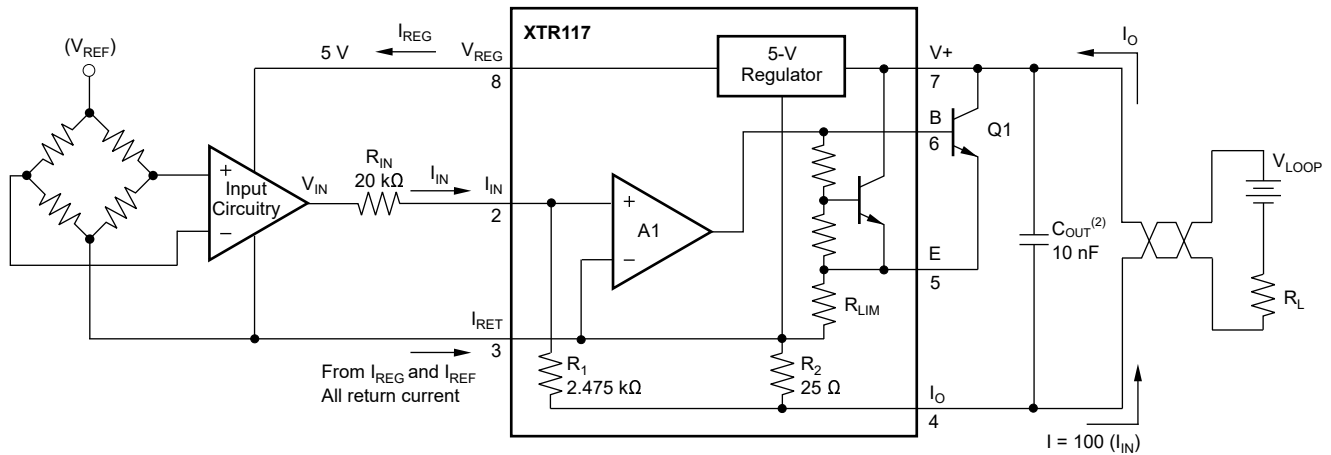 XTR117
(V_REF)
5 V
I_REG
V_REG
8
5-V
Regulator
V+
7
I_O
R_IN
20 kΩ
I_IN
I_IN
2
+
Input
Circuitry
−
V_IN
+
A1
−
B
6
Q1
E
5
R_LIM
C_OUT(2)
10 nF
V_LOOP
R_L
I_RET
3
From I_REG and I_REF
All return current
R_1
2.475 kΩ
R_2
25 Ω
I_O
4
I = 100 (I_IN)